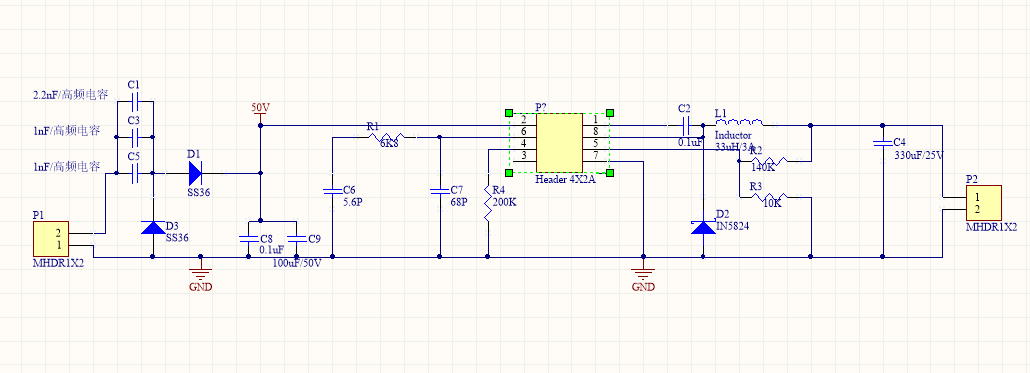 C1
2.2nF/高频电容
C3
1nF/高频电容
C5
1nF/高频电容
D1
SS36
P1
2
1
MHDR1X2
D3
SS36
GND
50V
C8
0.1uF
C9
100uF/50V
C6
5.6P
R1
6K8
C7
68P
R4
200K
P?
2
6
4
3
1
8
5
7
Header 4X2A
GND
C2
0.1uF
L1
Inductor
33uH/3A
R2
140K
R3
10K
D2
IN5824
C4
330uF/25V
P2
1
2
MHDR1X2